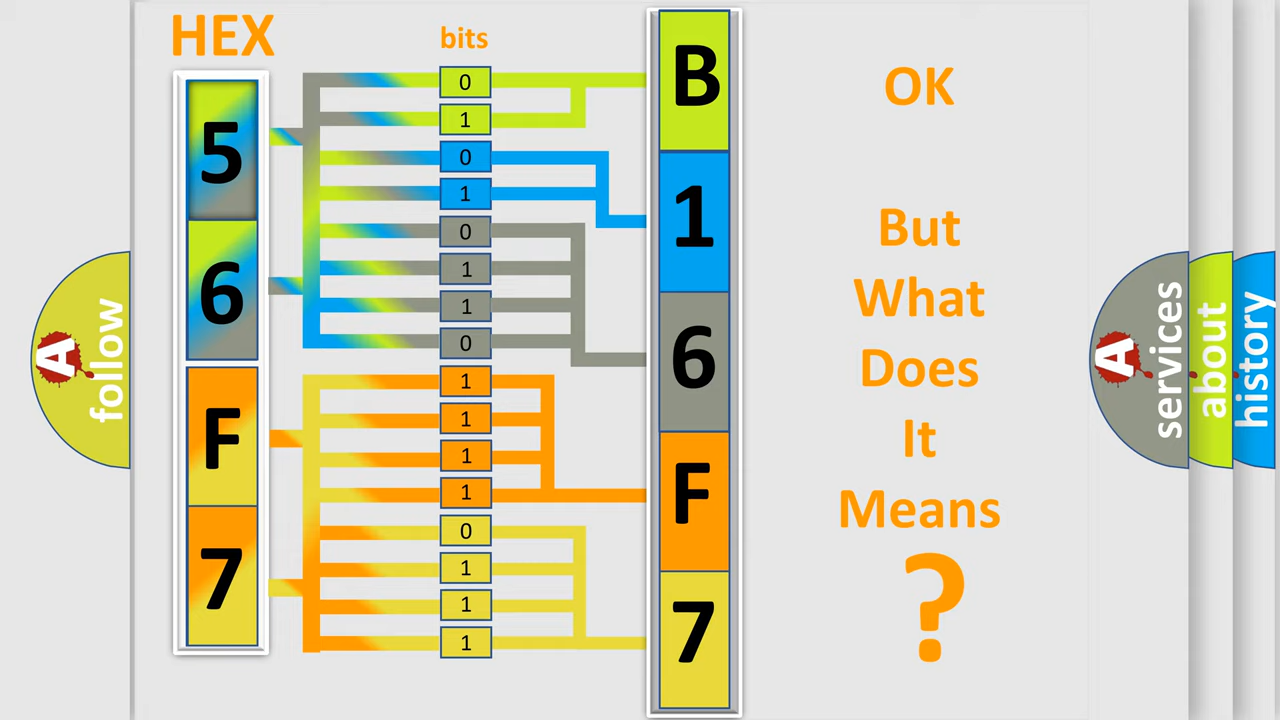 HEX
bits
5
6
F
7
0
1
0
1
0
1
1
0
1
1
1
1
0
1
1
1
B
1
6
F
7
OK
But
What
Does
It
Means
?
A
follow
A
services
about
history